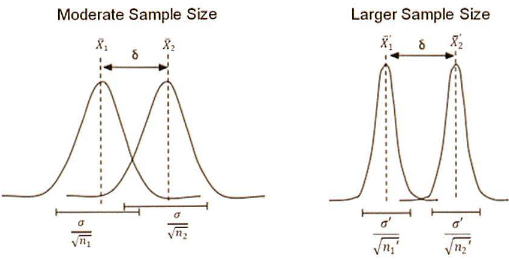 Moderate Sample Size
X̄₁ δ X̄₂
σ/√n₁ σ/√n₂
Larger Sample Size
X̄₁′ δ X̄₂′
σ′/√n₁′ σ′/√n₂′